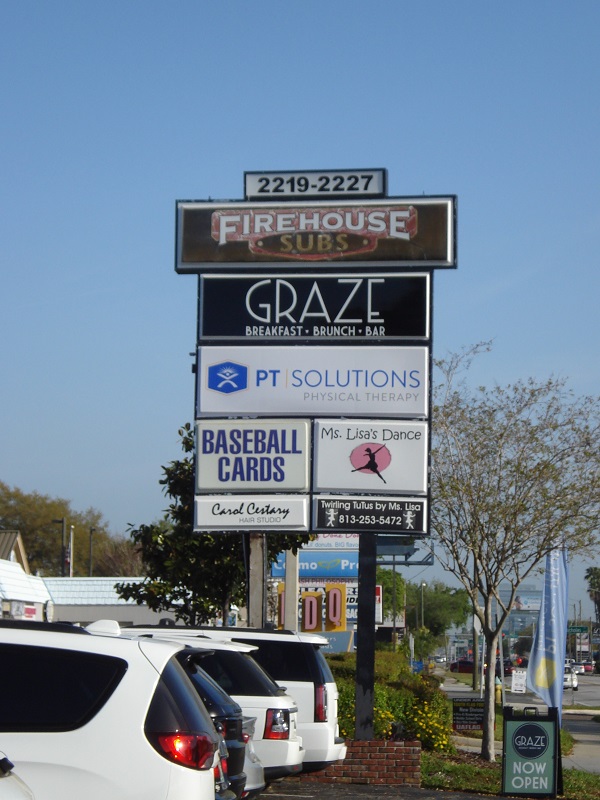 2219-2227
FIREHOUSE
SUBS
GRAZE
BREAKFAST • BRUNCH • BAR
PT SOLUTIONS
PHYSICAL THERAPY
BASEBALL
CARDS
Ms. Lisa's Dance
Carol Cestary
HAIR STUDIO
Twirling TuTus by Ms. Lisa
813-253-5472
GRAZE
NOW
OPEN